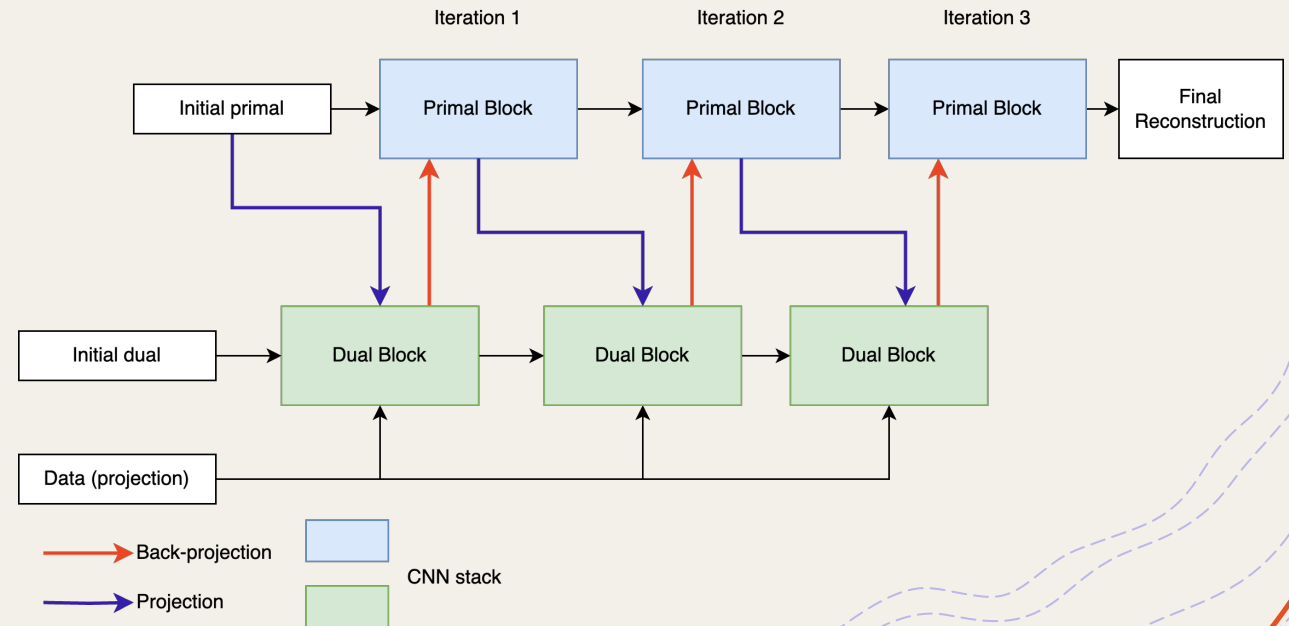 Iteration 1
Iteration 2
Iteration 3
Initial primal
Primal Block
Primal Block
Primal Block
Final
Reconstruction
Initial dual
Dual Block
Dual Block
Dual Block
Data (projection)
Back-projection
CNN stack
Projection